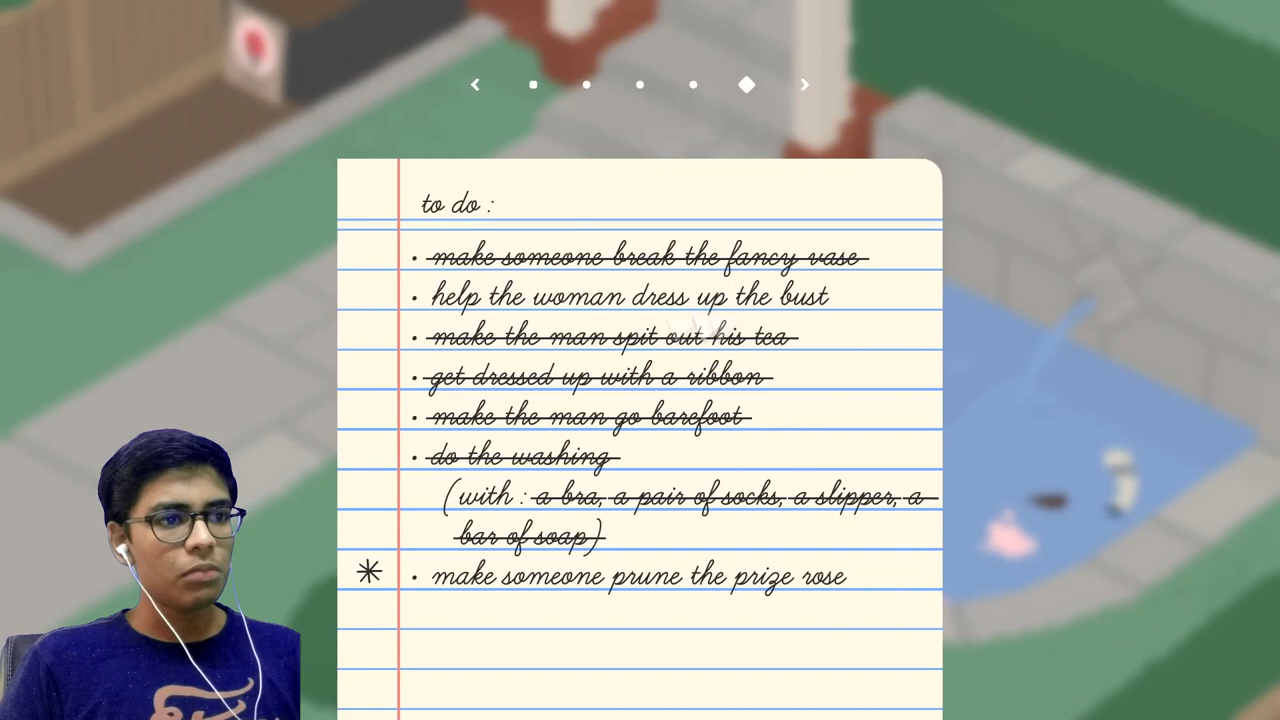 to do :
• make someone break the fancy vase
• help the woman dress up the bust
• make the man spit out his tea
• get dressed up with a ribbon
• make the man go barefoot
• do the washing
(with : a bra, a pair of socks, a slipper, a
bar of soap)
• make someone prune the prize rose